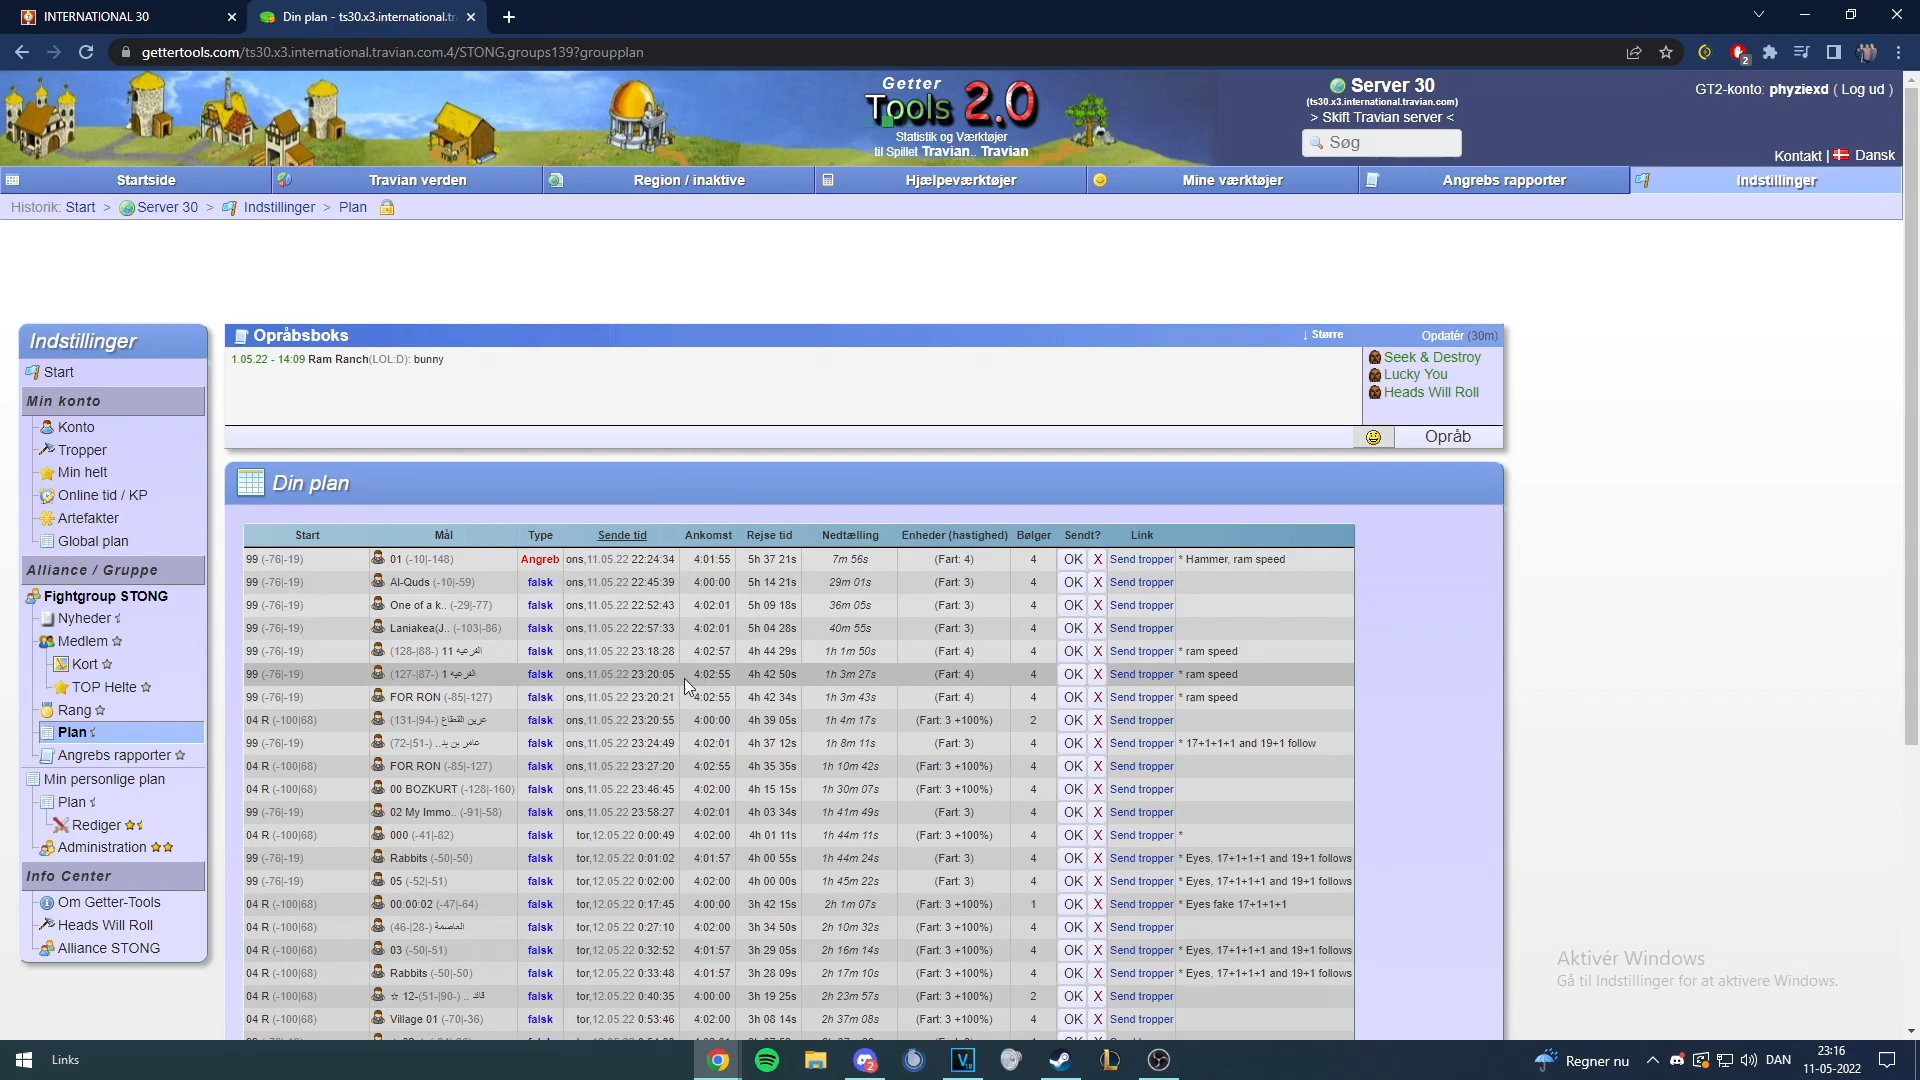 INTERNATIONAL 30
Din plan - ts30.x3.international.tr
gettertools.com/ts30.x3.international.travian.com.4/STONG,groups139?groupplan
2
Getter
Tools 2.0
Statistik og Værktøjer
til Spillet Travian.. Travian
Server 30
(ts30.x3.international.travian.com)
> Skift Travian server <
Søg
GT2-konto: phyziexd ( Log ud )
Kontakt | Dansk
Startside Travian verden Region / inaktive Hjælpeværktøjer Mine værktøjer Angrebs rapporter Indstillinger
Historik: Start > Server 30 > Indstillinger > Plan
Indstillinger
Start
Min konto
Konto
Tropper
Min helt
Online tid / KP
Artefakter
Global plan
Alliance / Gruppe
Fightgroup STONG
Nyheder
Medlem
Kort
TOP Helte
Rang
Plan
Angrebs rapporter
Min personlige plan
Plan
Rediger
Administration
Info Center
Om Getter-Tools
Heads Will Roll
Alliance STONG
Opråbsboks ↓ Større Opdatér (30m)
1.05.22 - 14:09 Ram Ranch(LOL:D): bunny
Seek & Destroy
Lucky You
Heads Will Roll
Opråb
Din plan
Start Mål Type Sende tid Ankomst Rejse tid Nedtælling Enheder (hastighed) Bølger Sendt? Link
99 (-76|-19) 01 (-10|-148) Angreb ons,11.05.22 22:24:34 4:01:55 5h 37 21s 7m 56s (Fart: 4) 4 OK X Send tropper * Hammer, ram speed
99 (-76|-19) Al-Quds (-10|-59) falsk ons,11.05.22 22:45:39 4:00:00 5h 14 21s 29m 01s (Fart: 3) 4 OK X Send tropper
99 (-76|-19) One of a k.. (-29|-77) falsk ons,11.05.22 22:52:43 4:02:01 5h 09 18s 36m 05s (Fart: 3) 4 OK X Send tropper
99 (-76|-19) Laniakea(J.. (-103|-86) falsk ons,11.05.22 22:57:33 4:02:01 5h 04 28s 40m 55s (Fart: 3) 4 OK X Send tropper
99 (-76|-19) (128-|88-) 11 الفرعيه falsk ons,11.05.22 23:18:28 4:02:57 4h 44 29s 1h 1m 50s (Fart: 4) 4 OK X Send tropper * ram speed
99 (-76|-19) (127-|87-) 1 الفرعيه falsk ons,11.05.22 23:20:05 4:02:55 4h 42 50s 1h 3m 27s (Fart: 4) 4 OK X Send tropper * ram speed
99 (-76|-19) FOR RON (-85|-127) falsk ons,11.05.22 23:20:21 4:02:55 4h 42 34s 1h 3m 43s (Fart: 4) 4 OK X Send tropper * ram speed
04 R (-100|68) (131-|94-) عرين القعقاع falsk ons,11.05.22 23:20:55 4:00:00 4h 39 05s 1h 4m 17s (Fart: 3 +100%) 2 OK X Send tropper
99 (-76|-19) (72-|51-) ..عامر بن يد falsk ons,11.05.22 23:24:49 4:02:01 4h 37 12s 1h 8m 11s (Fart: 3) 4 OK X Send tropper * 17+1+1+1 and 19+1 follow
04 R (-100|68) FOR RON (-85|-127) falsk ons,11.05.22 23:27:20 4:02:55 4h 35 35s 1h 10m 42s (Fart: 3 +100%) 4 OK X Send tropper
04 R (-100|68) 00 BOZKURT (-128|-160) falsk ons,11.05.22 23:46:45 4:02:00 4h 15 15s 1h 30m 07s (Fart: 3 +100%) 4 OK X Send tropper
99 (-76|-19) 02 My Immo.. (-91|-58) falsk ons,11.05.22 23:58:27 4:02:01 4h 03 34s 1h 41m 49s (Fart: 3) 4 OK X Send tropper
04 R (-100|68) 000 (-41|-82) falsk tor,12.05.22 0:00:49 4:02:00 4h 01 11s 1h 44m 11s (Fart: 3 +100%) 4 OK X Send tropper *
99 (-76|-19) Rabbits (-50|-50) falsk tor,12.05.22 0:01:02 4:01:57 4h 00 55s 1h 44m 24s (Fart: 3) 4 OK X Send tropper * Eyes, 17+1+1+1 and 19+1 follows
99 (-76|-19) 05 (-52|-51) falsk tor,12.05.22 0:02:00 4:02:00 4h 00 00s 1h 45m 22s (Fart: 3) 4 OK X Send tropper * Eyes, 17+1+1+1 and 19+1 follows
04 R (-100|68) 00:00:02 (-47|-64) falsk tor,12.05.22 0:17:45 4:00:00 3h 42 15s 2h 1m 07s (Fart: 3 +100%) 1 OK X Send tropper * Eyes fake 17+1+1+1
04 R (-100|68) (46-|28-) العاصمة falsk tor,12.05.22 0:27:10 4:02:00 3h 34 50s 2h 10m 32s (Fart: 3 +100%) 4 OK X Send tropper
04 R (-100|68) 03 (-50|-51) falsk tor,12.05.22 0:32:52 4:01:57 3h 29 05s 2h 16m 14s (Fart: 3 +100%) 4 OK X Send tropper * Eyes, 17+1+1+1 and 19+1 follows
04 R (-100|68) Rabbits (-50|-50) falsk tor,12.05.22 0:33:48 4:01:57 3h 28 09s 2h 17m 10s (Fart: 3 +100%) 4 OK X Send tropper * Eyes, 17+1+1+1 and 19+1 follows
04 R (-100|68) ☆ 12-(51-|90-) .. قائد falsk tor,12.05.22 0:40:35 4:00:00 3h 19 25s 2h 23m 57s (Fart: 3 +100%) 2 OK X Send tropper
04 R (-100|68) Village 01 (-70|-36) falsk tor,12.05.22 0:53:46 4:02:00 3h 08 14s 2h 37m 08s (Fart: 3 +100%) 4 OK X Send tropper
Aktivér Windows
Gå til Indstillinger for at aktivere Windows.
Links
2
Regner nu
DAN
23:16
11-05-2022